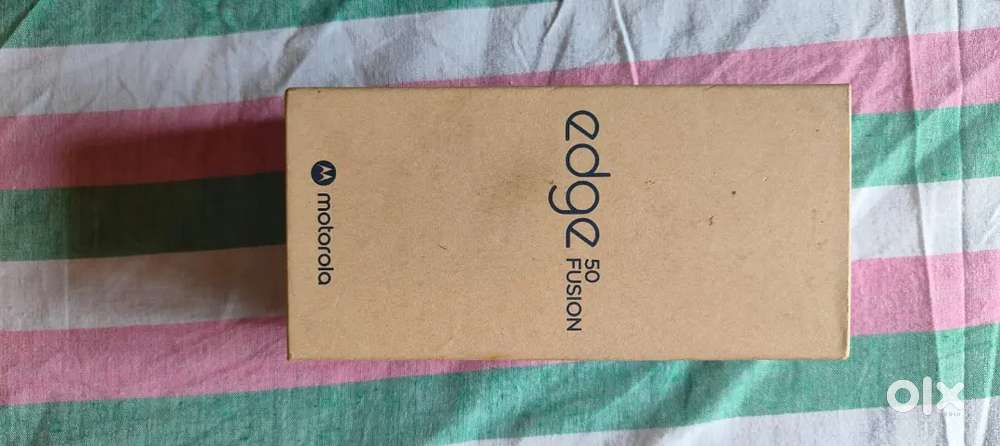 edge
50
FUSION
motorola
olx